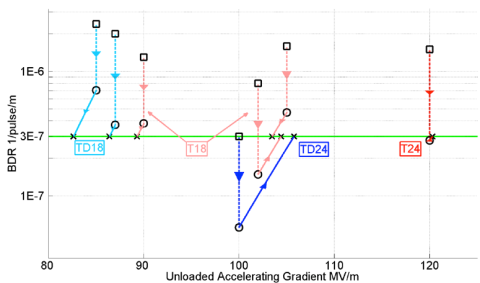 BDR 1/pulse/m
1E-6
3E-7
1E-7
TD18
T18
TD24
T24
80 90 100 110 120
Unloaded Accelerating Gradient MV/m